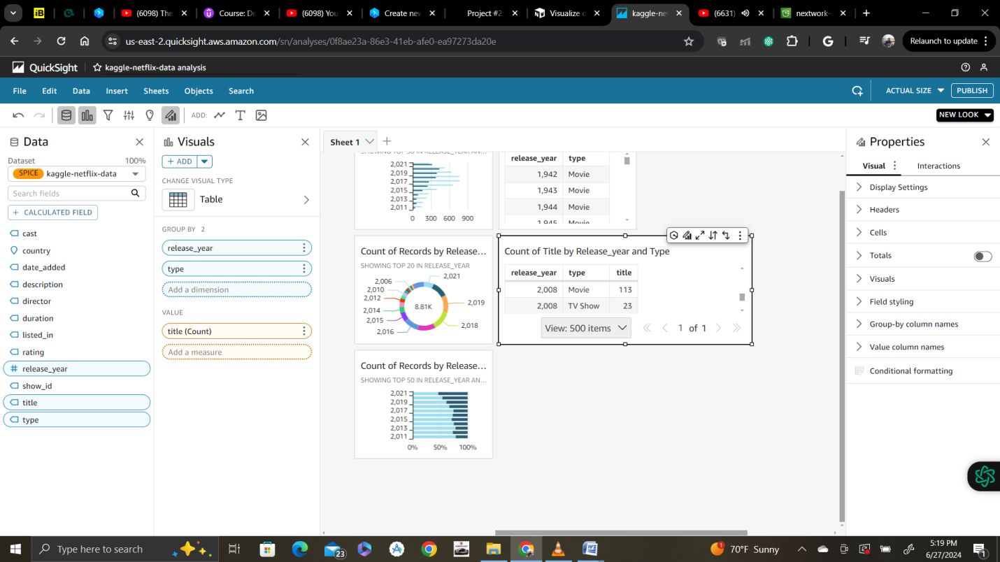 (6098) The
Course: De
(6098) You
Create new
Project #2:
Visualize d
kaggle-net
(6631)
nextwork-
us-east-2.quicksight.aws.amazon.com/sn/analyses/0f8ae23a-86e3-41eb-afe0-ea97273da20e
Relaunch to update
QuickSight
kaggle-netflix-data analysis
File Edit Data Insert Sheets Objects Search
ACTUAL SIZE
PUBLISH
ADD:
NEW LOOK
Data
Dataset 100%
SPICE kaggle-netflix-data
Search fields
+ CALCULATED FIELD
cast
country
date_added
description
director
duration
listed_in
rating
release_year
show_id
title
type
Visuals
+ ADD
CHANGE VISUAL TYPE
Table
GROUP BY 2
release_year
type
Add a dimension
VALUE
title (Count)
Add a measure
Sheet 1
SHOWING TOP 50 IN RELEASE_YEAR AN...
2,021
2,019
2,017
2,015
2,013
2,011
0 300 600 900
release_year type
1,942 Movie
1,943 Movie
1,944 Movie
1,945 Movie
Count of Records by Release...
SHOWING TOP 20 IN RELEASE_YEAR
2,021
2,006
2,010
2,012
2,014
2,015
2,016
2,019
2,018
8.81K
Count of Title by Release_year and Type
release_year type title
2,008 Movie 113
2,008 TV Show 23
View: 500 items
1 of 1
Count of Records by Release...
SHOWING TOP 50 IN RELEASE_YEAR AN...
2,021
2,019
2,017
2,015
2,013
2,011
0% 50% 100%
Properties
Visual
Interactions
Display Settings
Headers
Cells
Totals
Visuals
Field styling
Group-by column names
Value column names
Conditional formatting
Type here to search
23
70°F Sunny
5:19 PM
6/27/2024
1